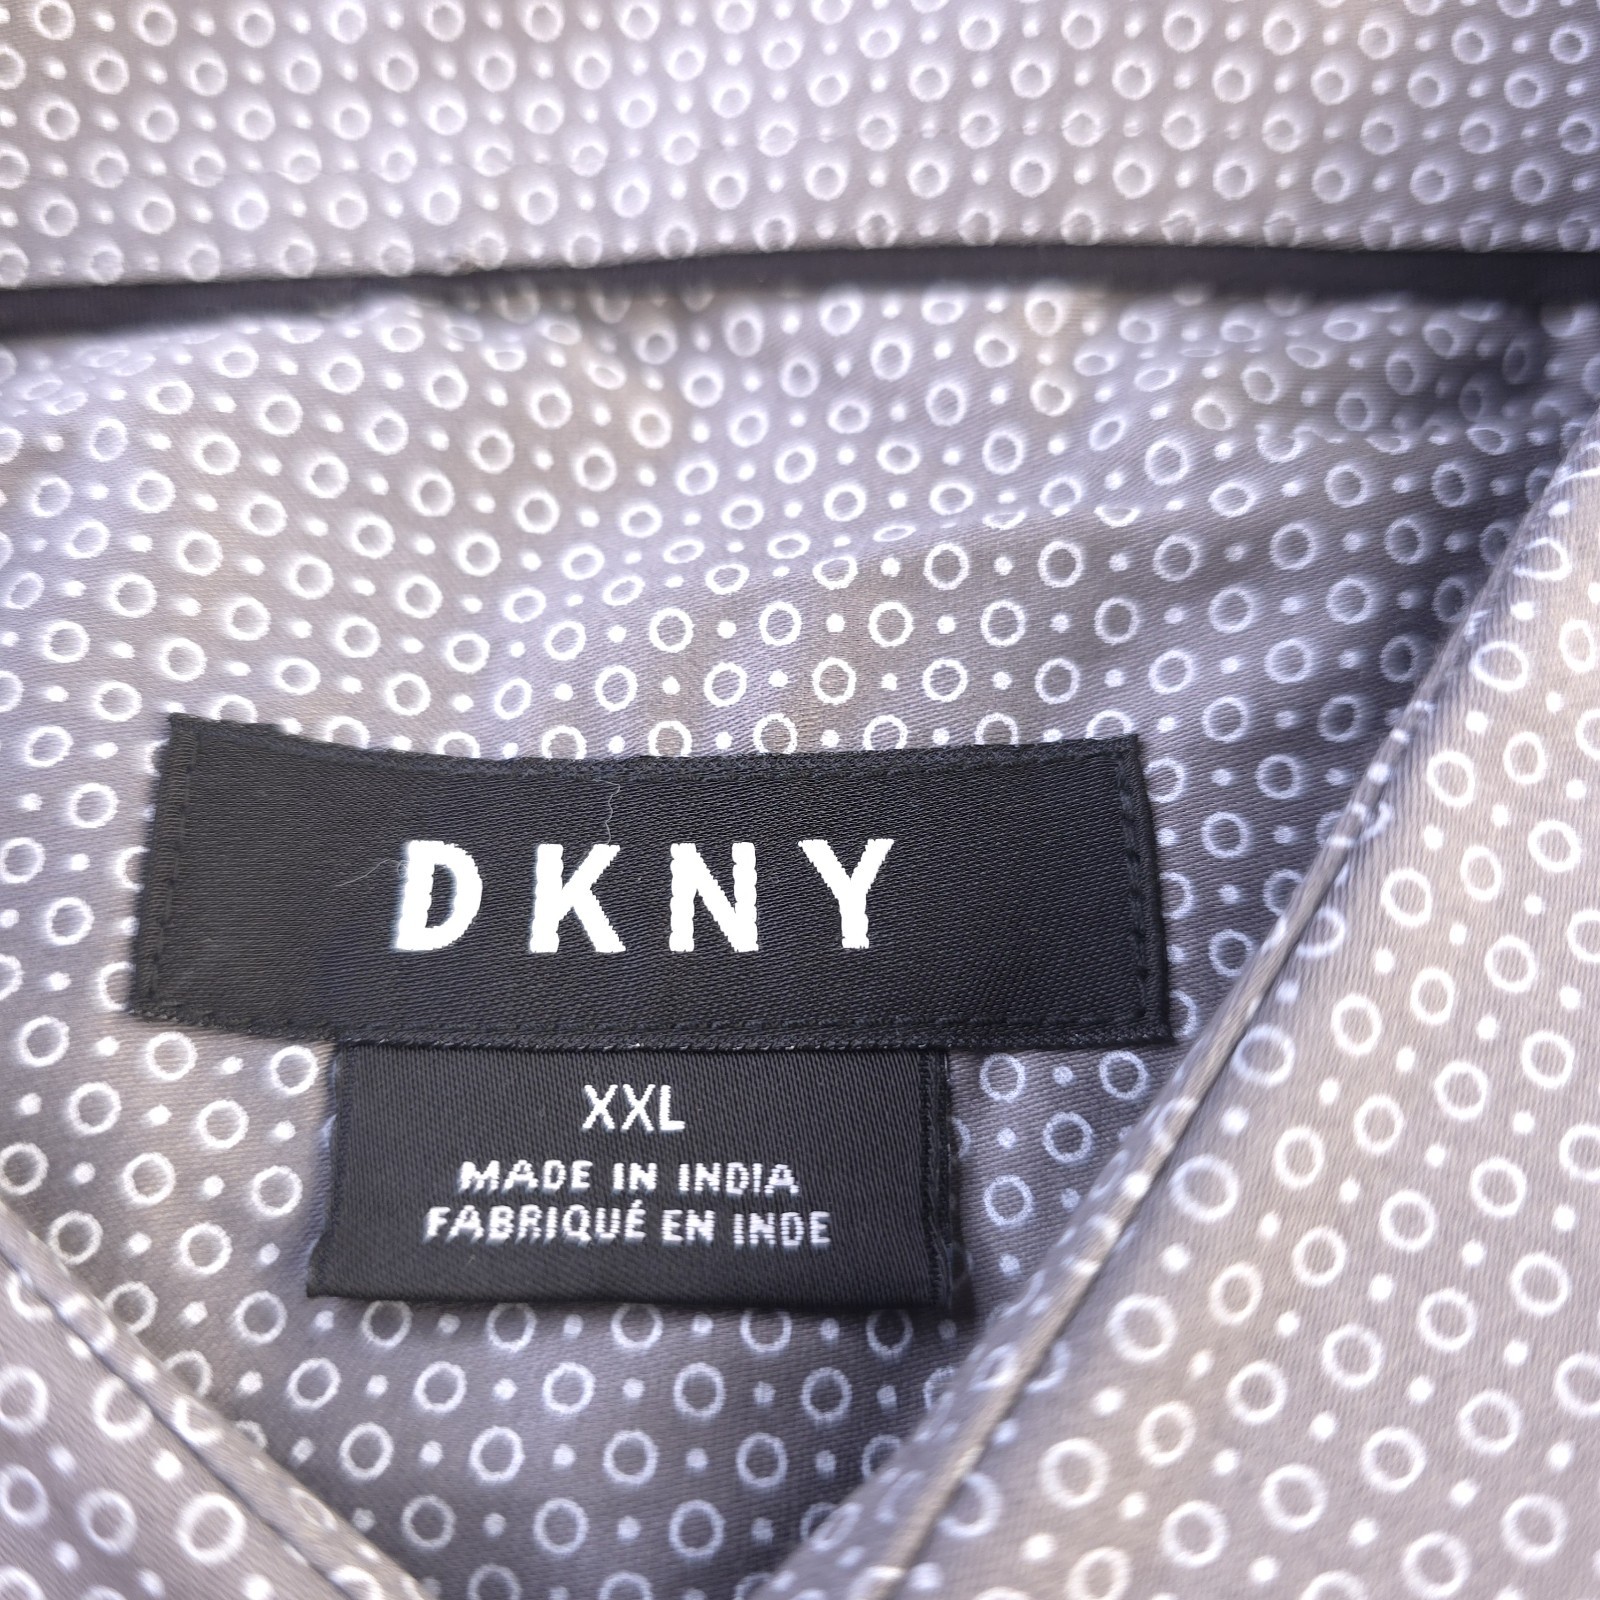 DKNY
XXL
MADE IN INDIA
FABRIQUÉ EN INDE